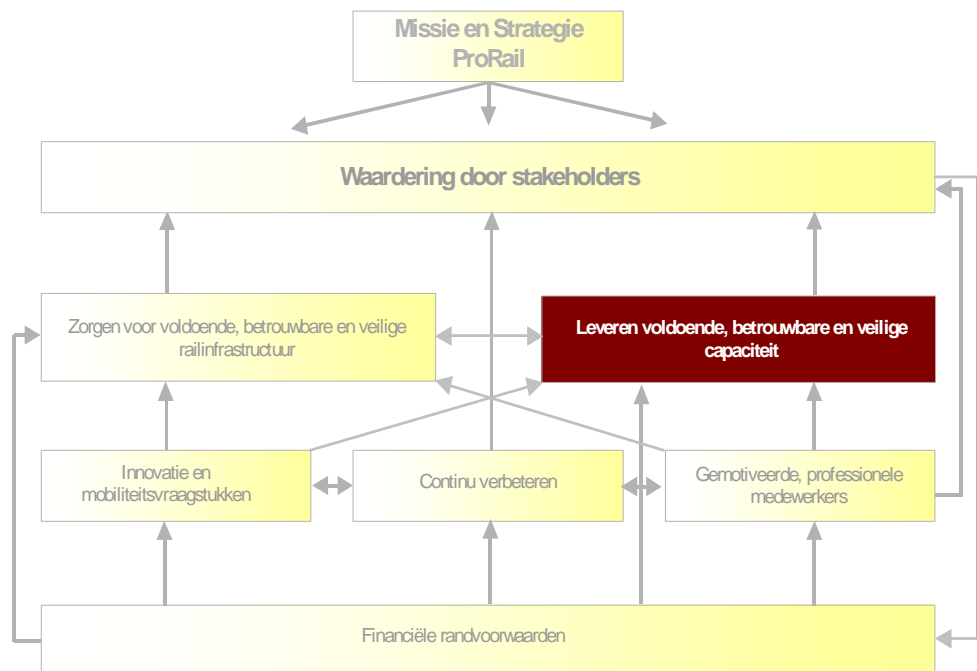 Missie en Strategie
ProRail
Waardering door stakeholders
Zorgen voor voldoende, betrouwbare en veilige
railinfrastructuur
Leveren voldoende, betrouwbare en veilige
capaciteit
Innovatie en
mobiliteitsvraagstukken
Continu verbeteren
Gemotiveerde, professionele
medewerkers
Financiële randvoorwaarden